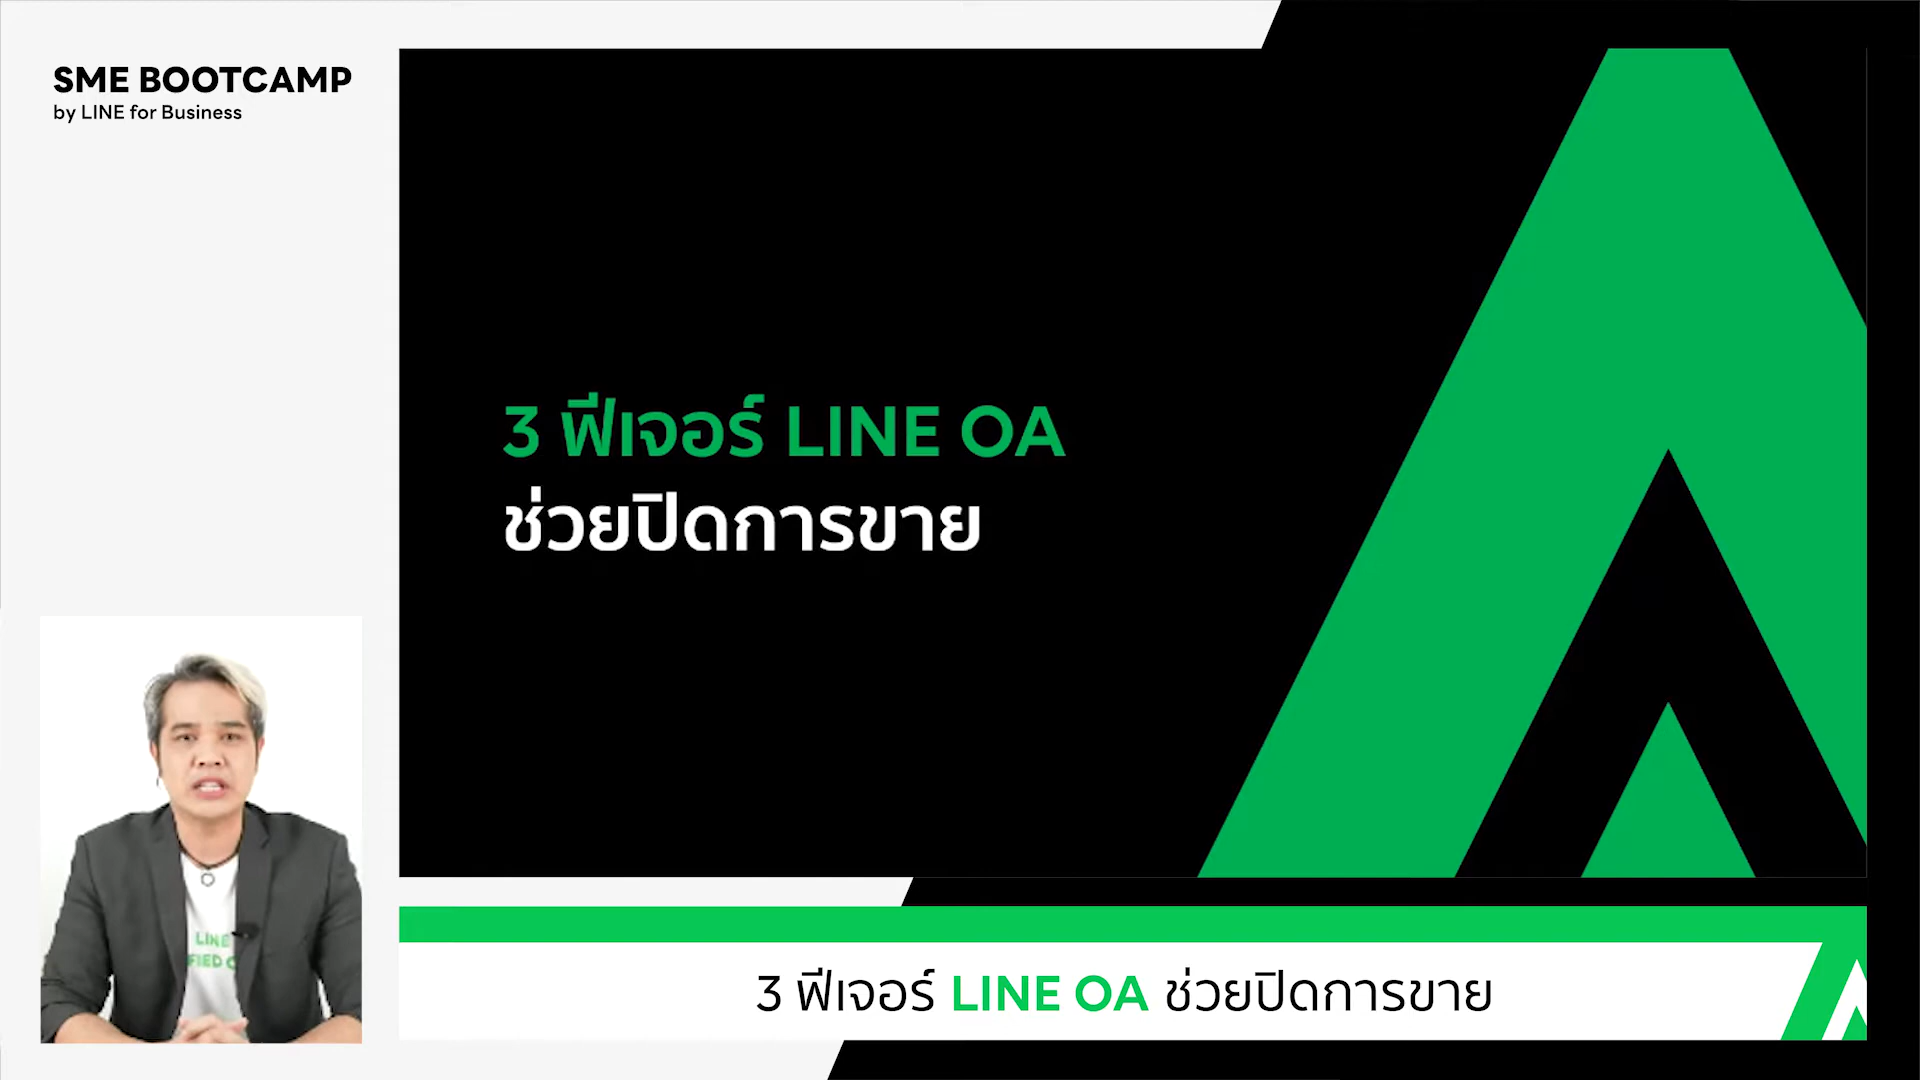 SME BOOTCAMP
by LINE for Business
3 ฟีเจอร์ LINE OA
ช่วยปิดการขาย
LINE
FIED
3 ฟีเจอร์ LINE OA ช่วยปิดการขาย